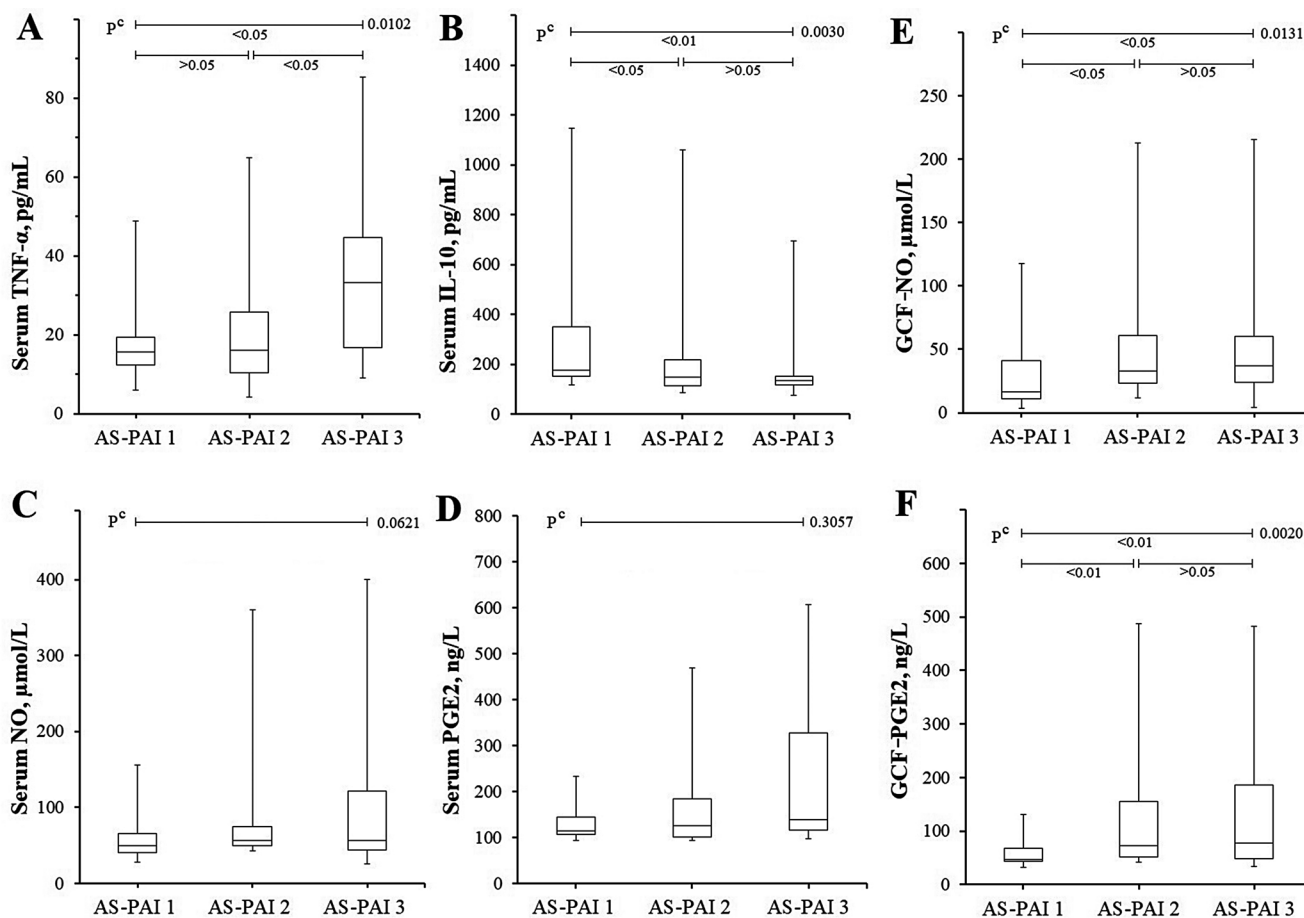 A
Pᶜ
0.0102
<0.05
>0.05
<0.05
80
60
40
20
0
Serum TNF-α, pg/mL
AS-PAI 1
AS-PAI 2
AS-PAI 3
B
Pᶜ
0.0030
<0.01
<0.05
>0.05
1400
1200
1000
800
600
400
200
0
Serum IL-10, pg/mL
AS-PAI 1
AS-PAI 2
AS-PAI 3
E
Pᶜ
0.0131
<0.05
<0.05
>0.05
250
200
150
100
50
0
GCF-NO, µmol/L
AS-PAI 1
AS-PAI 2
AS-PAI 3
C
Pᶜ
0.0621
400
300
200
100
0
Serum NO, µmol/L
AS-PAI 1
AS-PAI 2
AS-PAI 3
D
Pᶜ
0.3057
800
700
600
500
400
300
200
100
0
Serum PGE2, ng/L
AS-PAI 1
AS-PAI 2
AS-PAI 3
F
Pᶜ
0.0020
<0.01
<0.01
>0.05
600
500
400
300
200
100
0
GCF-PGE2, ng/L
AS-PAI 1
AS-PAI 2
AS-PAI 3